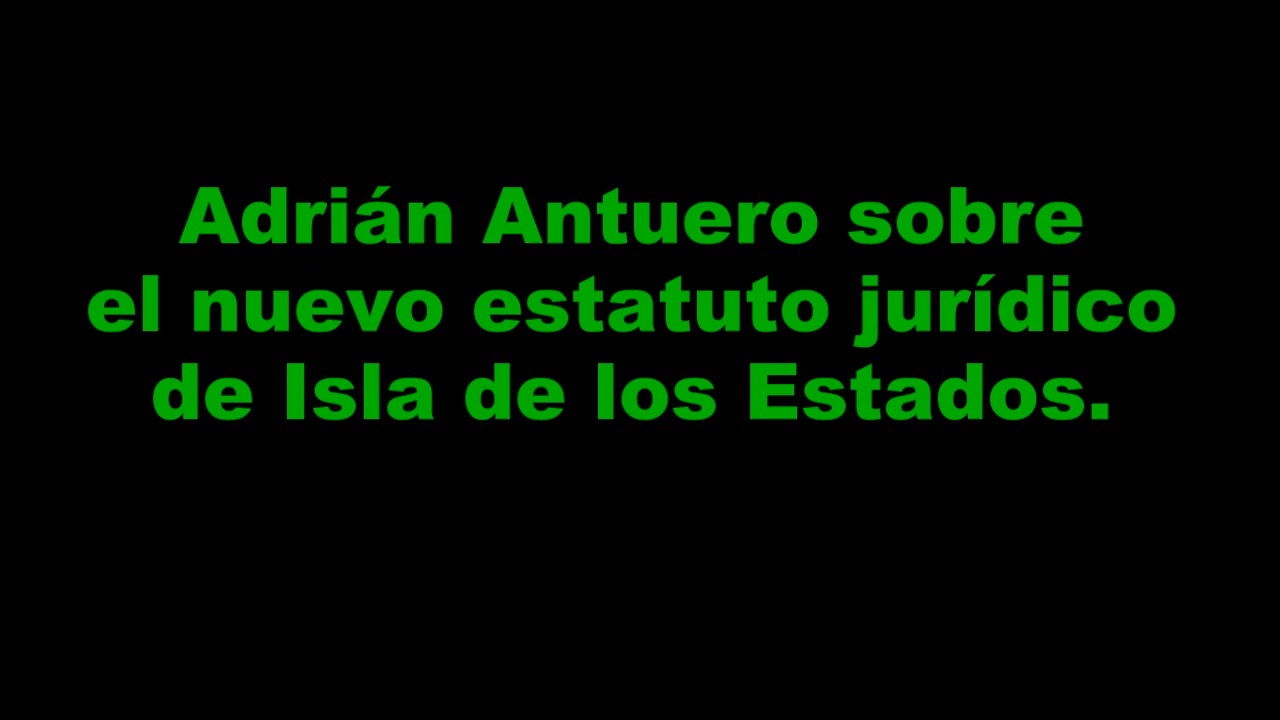 Adrián Antuero sobre
el nuevo estatuto jurídico
de Isla de los Estados.